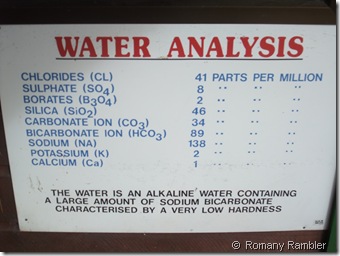 WATER ANALYSIS
CHLORIDES (CL) 41 PARTS PER MILLION
SULPHATE (SO4) 8 " " "
BORATES (B3O4) 2 " " "
SILICA (SiO2) 46 " " "
CARBONATE ION (CO3) 34 " " "
BICARBONATE ION (HCO3) 89 " " "
SODIUM (NA) 138 " " "
POTASSIUM (K) 2 " " "
CALCIUM (Ca) 1 " " "
THE WATER IS AN ALKALINE WATER CONTAINING
A LARGE AMOUNT OF SODIUM BICARBONATE
CHARACTERISED BY A VERY LOW HARDNESS
© Romany Rambler